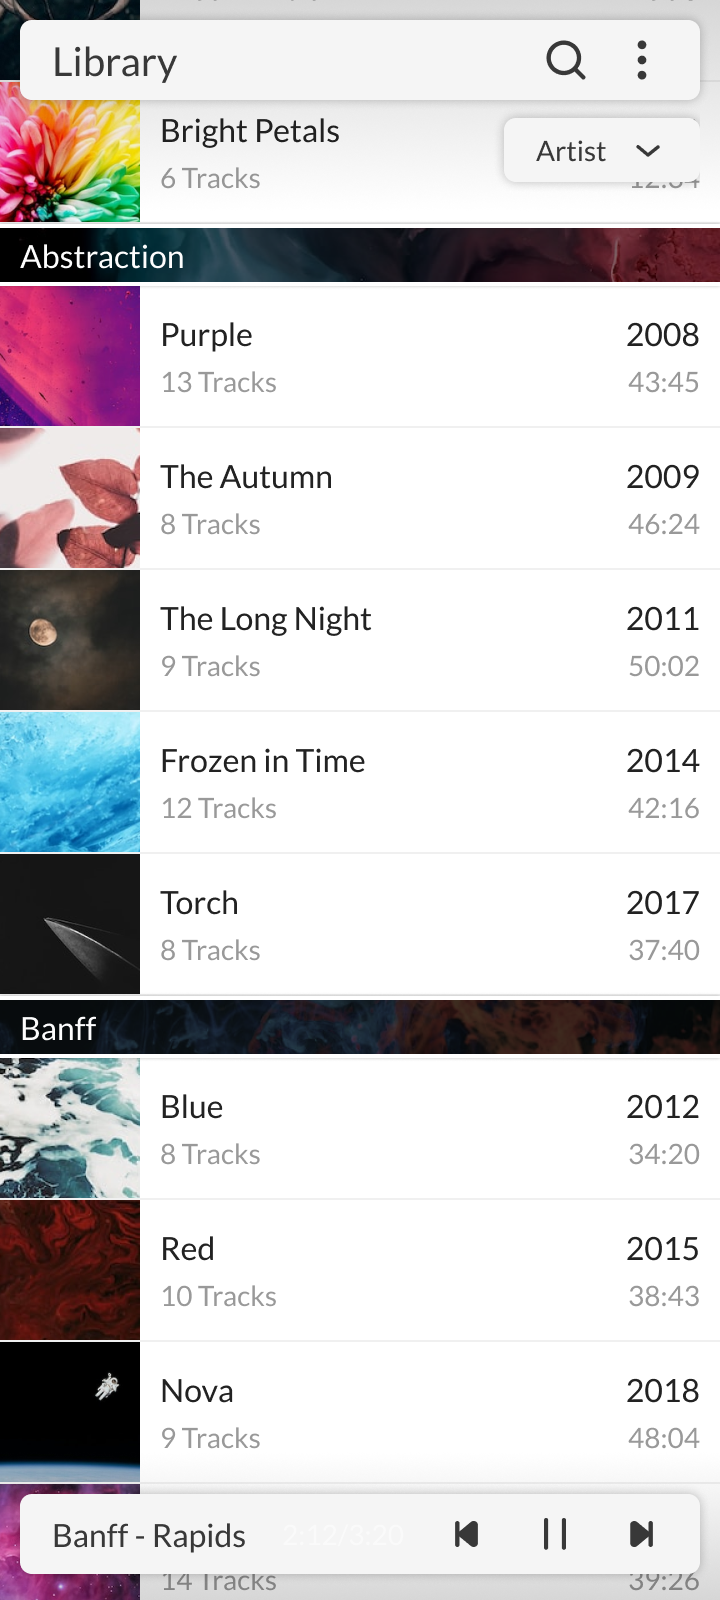 Library
Bright Petals
Artist
6 Tracks
Abstraction
Purple 2008
13 Tracks 43:45
The Autumn 2009
8 Tracks 46:24
The Long Night 2011
9 Tracks 50:02
Frozen in Time 2014
12 Tracks 42:16
Torch 2017
8 Tracks 37:40
Banff
Blue 2012
8 Tracks 34:20
Red 2015
10 Tracks 38:43
Nova 2018
9 Tracks 48:04
Banff - Rapids 2:12/3:20
14 Tracks 39:26